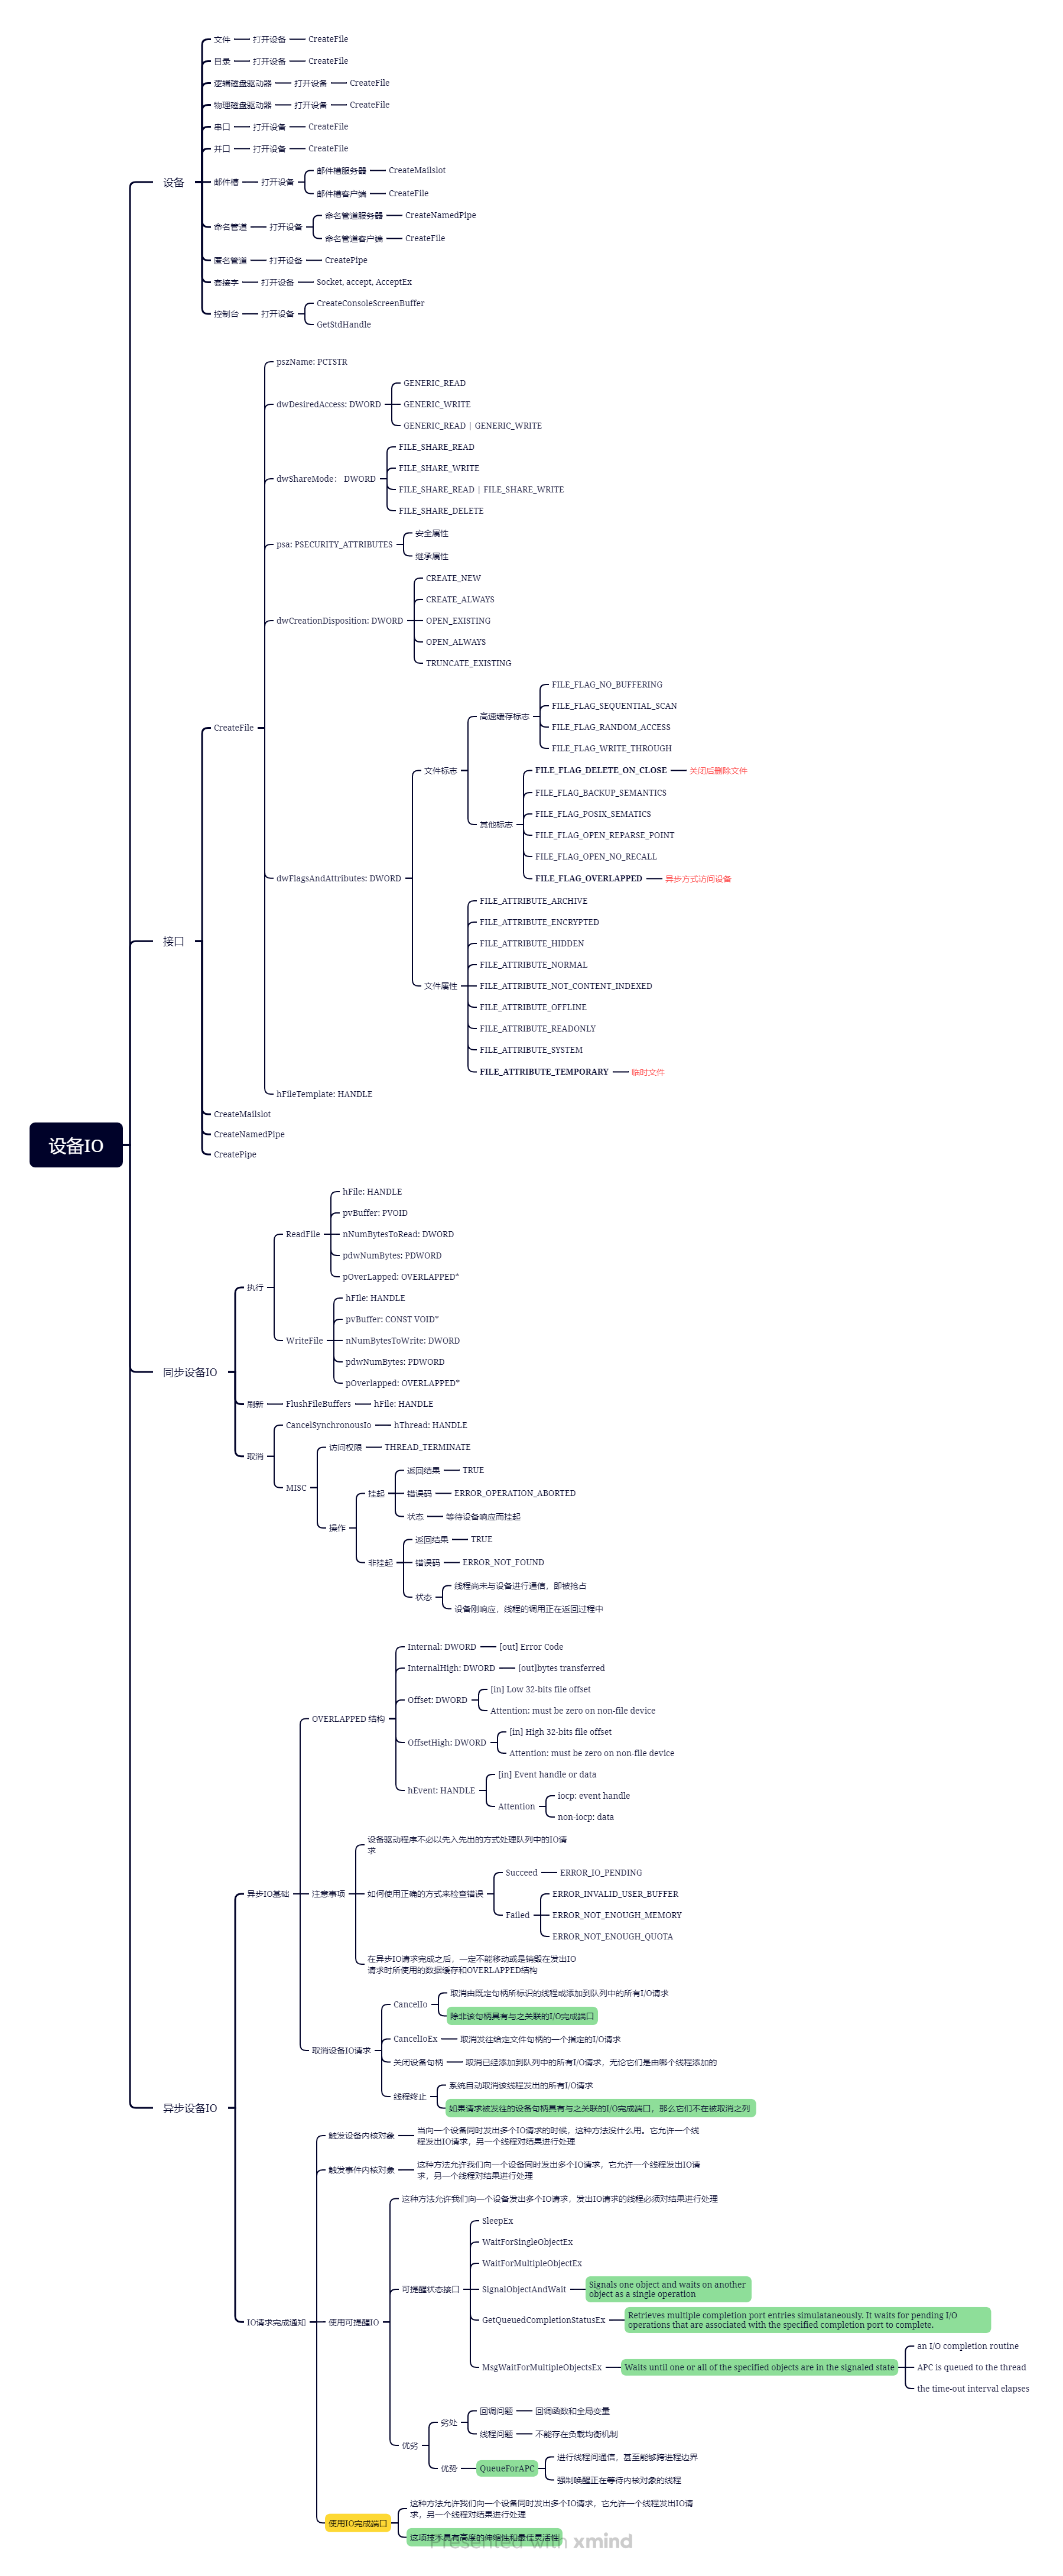 文件
打开设备
CreateFile
目录
打开设备
CreateFile
逻辑磁盘驱动器
打开设备
CreateFile
物理磁盘驱动器
打开设备
CreateFile
串口
打开设备
CreateFile
并口
打开设备
CreateFile
设备
邮件槽
打开设备
邮件槽服务器
CreateMailslot
邮件槽客户端
CreateFile
命名管道
打开设备
命名管道服务器
CreateNamedPipe
命名管道客户端
CreateFile
匿名管道
打开设备
CreatePipe
套接字
打开设备
Socket, accept, AcceptEx
控制台
打开设备
CreateConsoleScreenBuffer
GetStdHandle
接口
CreateFile
pszName: PCTSTR
dwDesiredAccess: DWORD
GENERIC_READ
GENERIC_WRITE
GENERIC_READ | GENERIC_WRITE
dwShareMode： DWORD
FILE_SHARE_READ
FILE_SHARE_WRITE
FILE_SHARE_READ | FILE_SHARE_WRITE
FILE_SHARE_DELETE
psa: PSECURITY_ATTRIBUTES
安全属性
继承属性
dwCreationDisposition: DWORD
CREATE_NEW
CREATE_ALWAYS
OPEN_EXISTING
OPEN_ALWAYS
TRUNCATE_EXISTING
dwFlagsAndAttributes: DWORD
文件标志
高速缓存标志
FILE_FLAG_NO_BUFFERING
FILE_FLAG_SEQUENTIAL_SCAN
FILE_FLAG_RANDOM_ACCESS
FILE_FLAG_WRITE_THROUGH
其他标志
FILE_FLAG_DELETE_ON_CLOSE
关闭后删除文件
FILE_FLAG_BACKUP_SEMANTICS
FILE_FLAG_POSIX_SEMATICS
FILE_FLAG_OPEN_REPARSE_POINT
FILE_FLAG_OPEN_NO_RECALL
FILE_FLAG_OVERLAPPED
异步方式访问设备
文件属性
FILE_ATTRIBUTE_ARCHIVE
FILE_ATTRIBUTE_ENCRYPTED
FILE_ATTRIBUTE_HIDDEN
FILE_ATTRIBUTE_NORMAL
FILE_ATTRIBUTE_NOT_CONTENT_INDEXED
FILE_ATTRIBUTE_OFFLINE
FILE_ATTRIBUTE_READONLY
FILE_ATTRIBUTE_SYSTEM
FILE_ATTRIBUTE_TEMPORARY
临时文件
hFileTemplate: HANDLE
CreateMailslot
CreateNamedPipe
CreatePipe
设备IO
同步设备IO
执行
ReadFile
hFile: HANDLE
pvBuffer: PVOID
nNumBytesToRead: DWORD
pdwNumBytes: PDWORD
pOverLapped: OVERLAPPED*
WriteFile
hFIle: HANDLE
pvBuffer: CONST VOID*
nNumBytesToWrite: DWORD
pdwNumBytes: PDWORD
pOverlapped: OVERLAPPED*
刷新
FlushFileBuffers
hFile: HANDLE
取消
CancelSynchronousIo
hThread: HANDLE
MISC
访问权限
THREAD_TERMINATE
操作
挂起
返回结果
TRUE
错误码
ERROR_OPERATION_ABORTED
状态
等待设备响应而挂起
非挂起
返回结果
TRUE
错误码
ERROR_NOT_FOUND
状态
线程尚未与设备进行通信，即被抢占
设备刚响应，线程的调用正在返回过程中
异步设备IO
异步IO基础
OVERLAPPED 结构
Internal: DWORD
[out] Error Code
InternalHigh: DWORD
[out]bytes transferred
Offset: DWORD
[in] Low 32-bits file offset
Attention: must be zero on non-file device
OffsetHigh: DWORD
[in] High 32-bits file offset
Attention: must be zero on non-file device
hEvent: HANDLE
[in] Event handle or data
Attention
iocp: event handle
non-iocp: data
注意事项
设备驱动程序不必以先入先出的方式处理队列中的IO请
求
如何使用正确的方式来检查错误
Succeed
ERROR_IO_PENDING
Failed
ERROR_INVALID_USER_BUFFER
ERROR_NOT_ENOUGH_MEMORY
ERROR_NOT_ENOUGH_QUOTA
在异步IO请求完成之后，一定不能移动或是销毁在发出IO
请求时所使用的数据缓存和OVERLAPPED结构
取消设备IO请求
CancelIo
取消由既定句柄所标识的线程或添加到队列中的所有I/O请求
除非该句柄具有与之关联的I/O完成端口
CancelIoEx
取消发往给定文件句柄的一个指定的I/O请求
关闭设备句柄
取消已经添加到队列中的所有I/O请求，无论它们是由哪个线程添加的
线程终止
系统自动取消该线程发出的所有I/O请求
如果请求被发往的设备句柄具有与之关联的I/O完成端口，那么它们不在被取消之列
IO请求完成通知
触发设备内核对象
当向一个设备同时发出多个IO请求的时候，这种方法没什么用。它允许一个线
程发出IO请求，另一个线程对结果进行处理
触发事件内核对象
这种方法允许我们向一个设备同时发出多个IO请求，它允许一个线程发出IO请
求，另一个线程对结果进行处理
使用可提醒IO
这种方法允许我们向一个设备发出多个IO请求，发出IO请求的线程必须对结果进行处理
可提醒状态接口
SleepEx
WaitForSingleObjectEx
WaitForMultipleObjectEx
SignalObjectAndWait
Signals one object and waits on another
object as a single operation
GetQueuedCompletionStatusEx
Retrieves multiple completion port entries simulataneously. It waits for pending I/O
operations that are associated with the specified completion port to complete.
MsgWaitForMultipleObjectsEx
Waits until one or all of the specified objects are in the signaled state
an I/O completion routine
APC is queued to the thread
the time-out interval elapses
优劣
劣处
回调问题
回调函数和全局变量
线程问题
不能存在负载均衡机制
优势
QueueForAPC
进行线程间通信，甚至能够跨进程边界
强制唤醒正在等待内核对象的线程
使用IO完成端口
这种方法允许我们向一个设备同时发出多个IO请求，它允许一个线程发出IO请
求，另一个线程对结果进行处理
这项技术具有高度的伸缩性和最佳灵活性
Presented with xmind